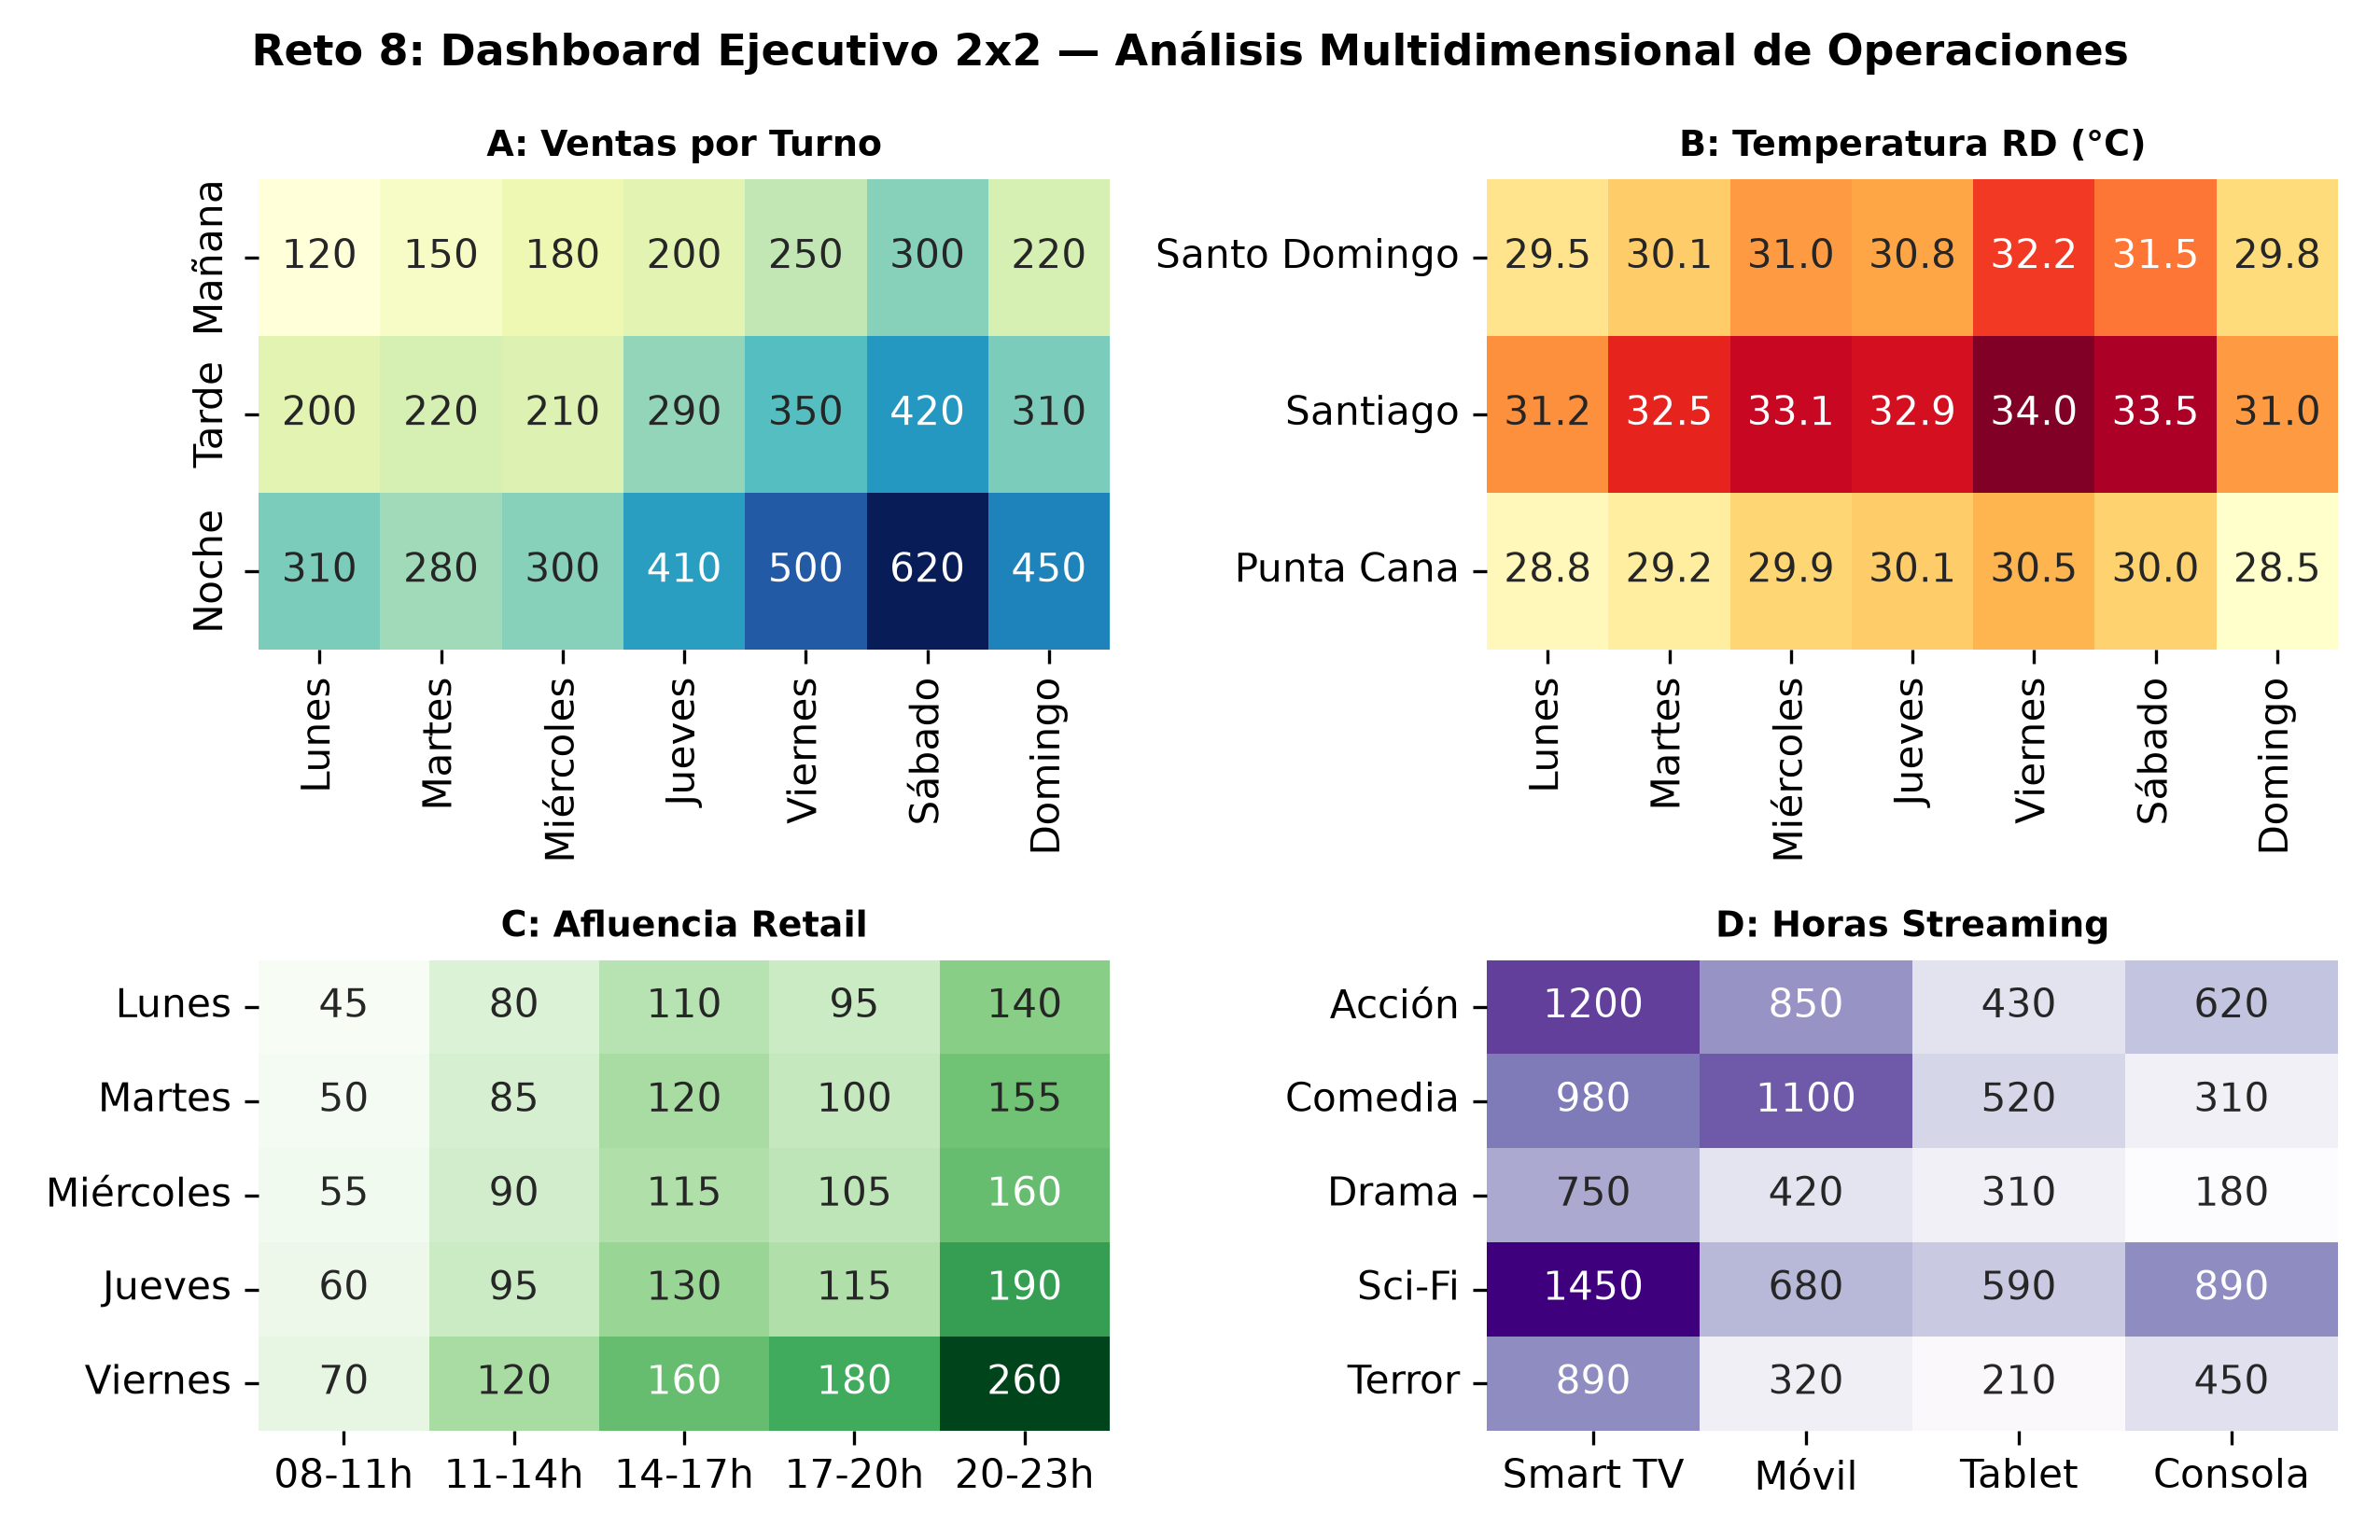 Reto 8: Dashboard Ejecutivo 2x2 — Análisis Multidimensional de Operaciones
A: Ventas por Turno
Mañana 120 150 180 200 250 300 220
Tarde 200 220 210 290 350 420 310
Noche 310 280 300 410 500 620 450
Lunes Martes Miércoles Jueves Viernes Sábado Domingo
B: Temperatura RD (°C)
Santo Domingo 29.5 30.1 31.0 30.8 32.2 31.5 29.8
Santiago 31.2 32.5 33.1 32.9 34.0 33.5 31.0
Punta Cana 28.8 29.2 29.9 30.1 30.5 30.0 28.5
Lunes Martes Miércoles Jueves Viernes Sábado Domingo
C: Afluencia Retail
Lunes 45 80 110 95 140
Martes 50 85 120 100 155
Miércoles 55 90 115 105 160
Jueves 60 95 130 115 190
Viernes 70 120 160 180 260
08-11h 11-14h 14-17h 17-20h 20-23h
D: Horas Streaming
Acción 1200 850 430 620
Comedia 980 1100 520 310
Drama 750 420 310 180
Sci-Fi 1450 680 590 890
Terror 890 320 210 450
Smart TV Móvil Tablet Consola